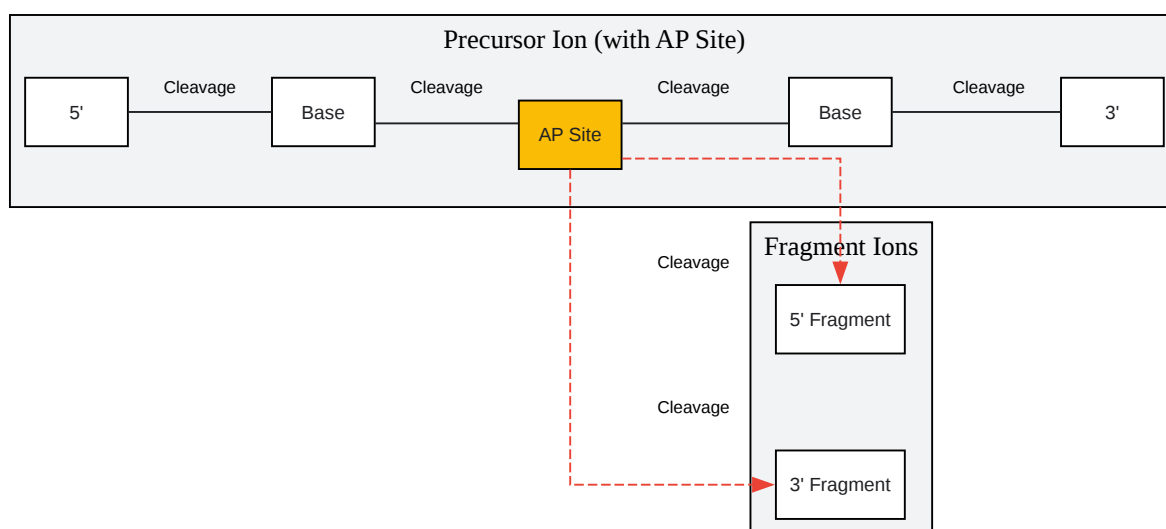 Precursor Ion (with AP Site)
Cleavage
Cleavage
Cleavage
Cleavage
5'
Base
AP Site
Base
3'
Fragment Ions
Cleavage
5' Fragment
Cleavage
3' Fragment